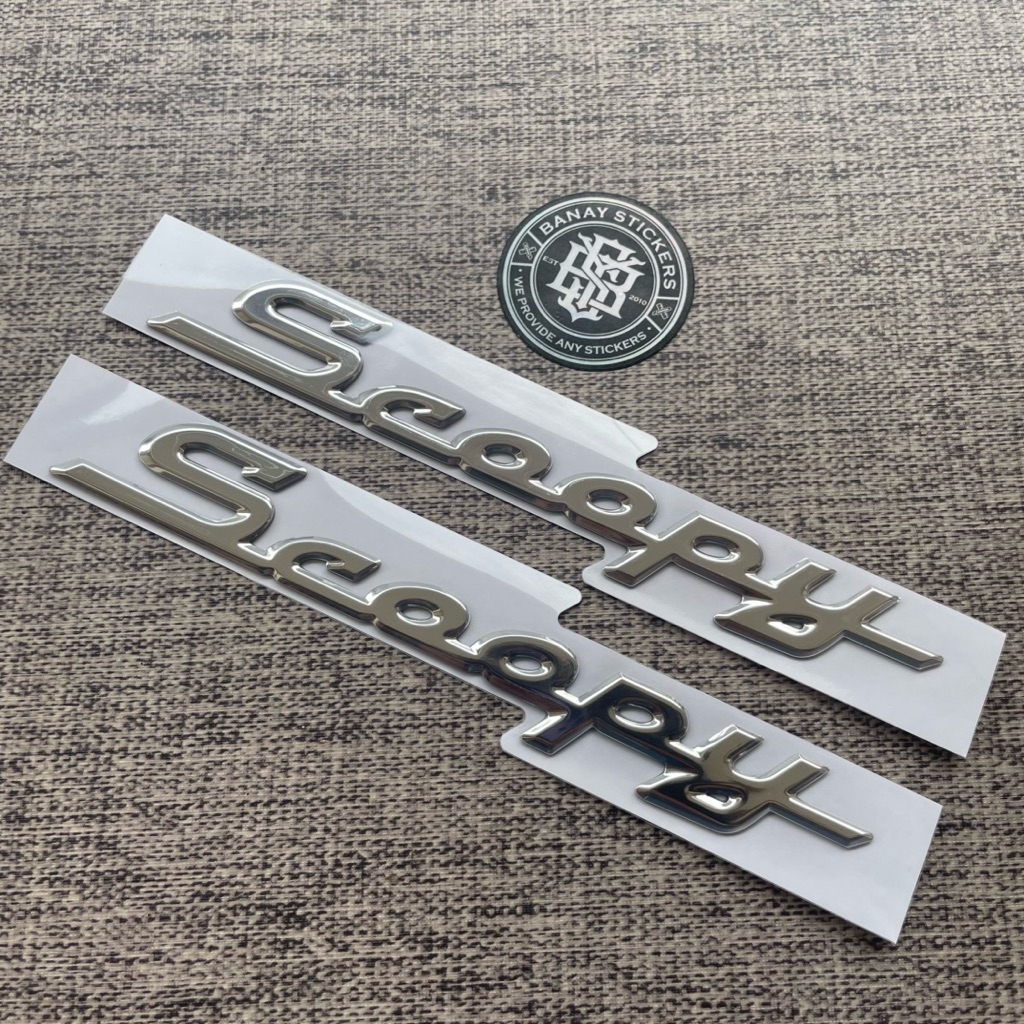 BANAY STICKERS
EST 2010
WE PROVIDE ANY STICKERS
Scoopy
Scoopy